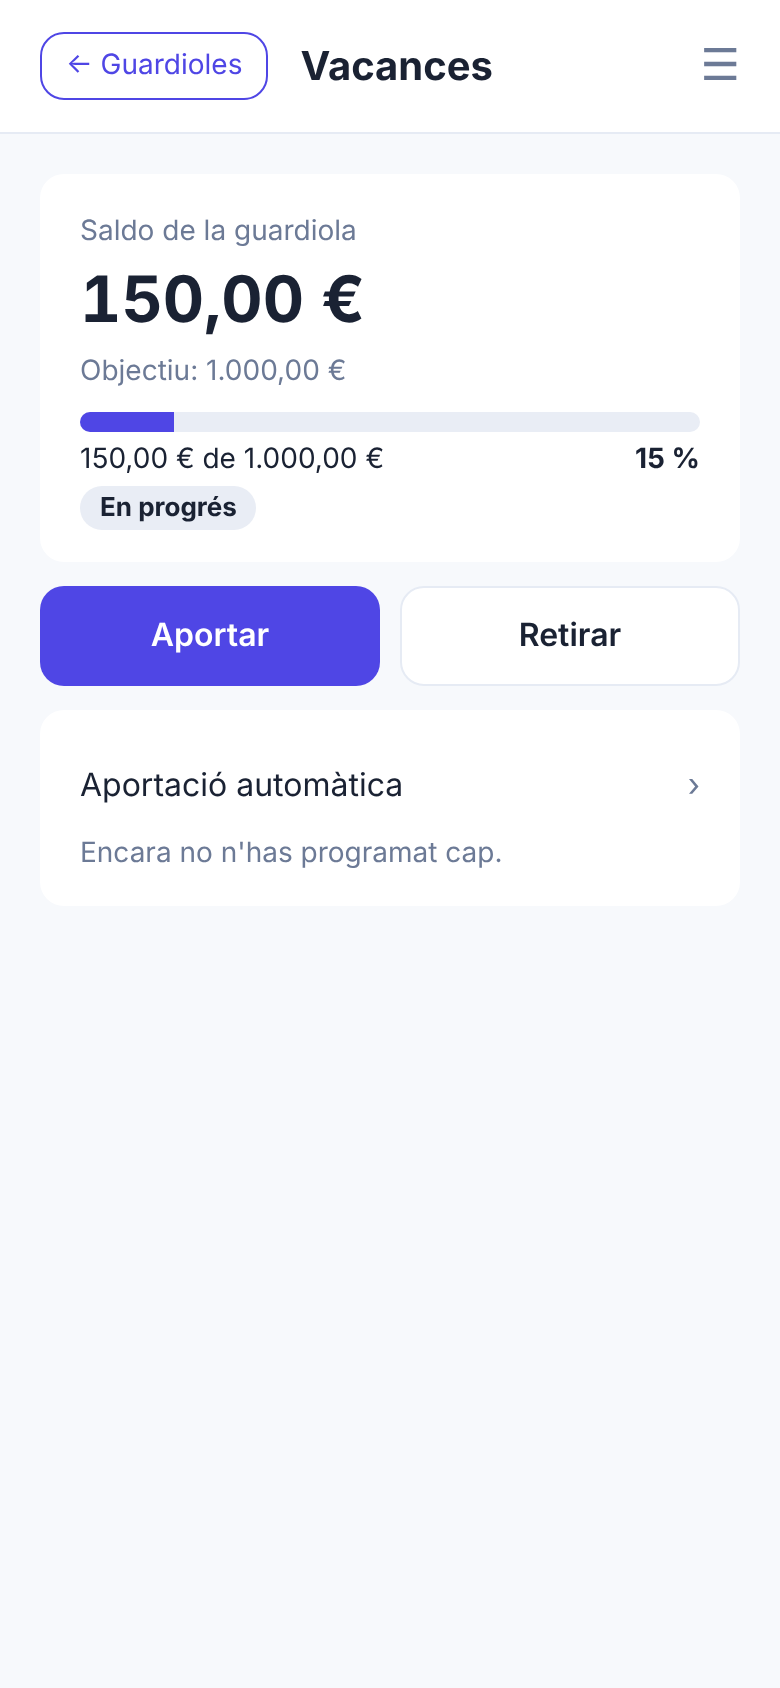 ← Guardioles
Vacances
Saldo de la guardiola
150,00 €
Objectiu: 1.000,00 €
150,00 € de 1.000,00 €
15 %
En progrés
Aportar
Retirar
Aportació automàtica
›
Encara no n'has programat cap.